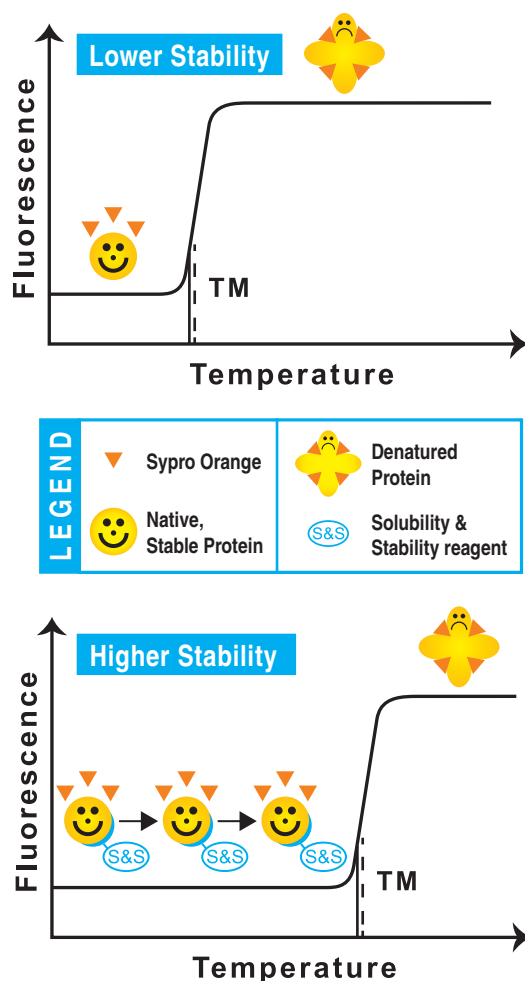 Lower Stability
Fluorescence
TM
Temperature
LEGEND
Sypro Orange
Native,
Stable Protein
Denatured
Protein
S&S
Solubility &
Stability reagent
Higher Stability
Fluorescence
S&S
S&S
S&S
TM
Temperature